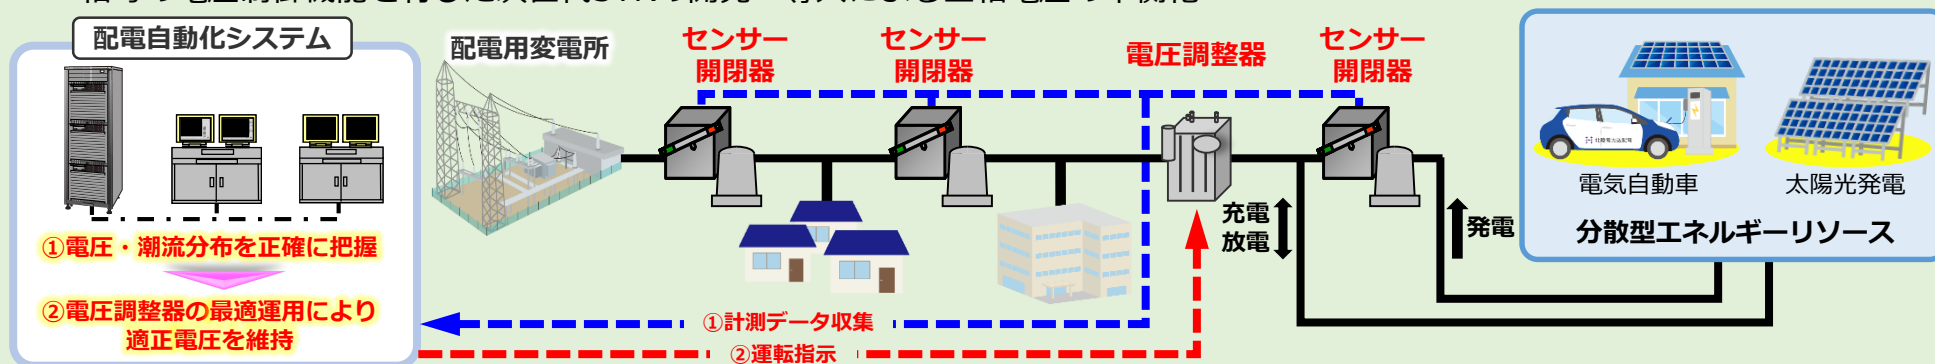 配電自動化システム
①電圧・潮流分布を正確に把握
②電圧調整器の最適運用により
適正電圧を維持
配電用変電所
センサー
開閉器
センサー
開閉器
電圧調整器
センサー
開閉器
充電
放電
発電
電気自動車
太陽光発電
分散型エネルギーリソース
①計測データ収集
②運転指示